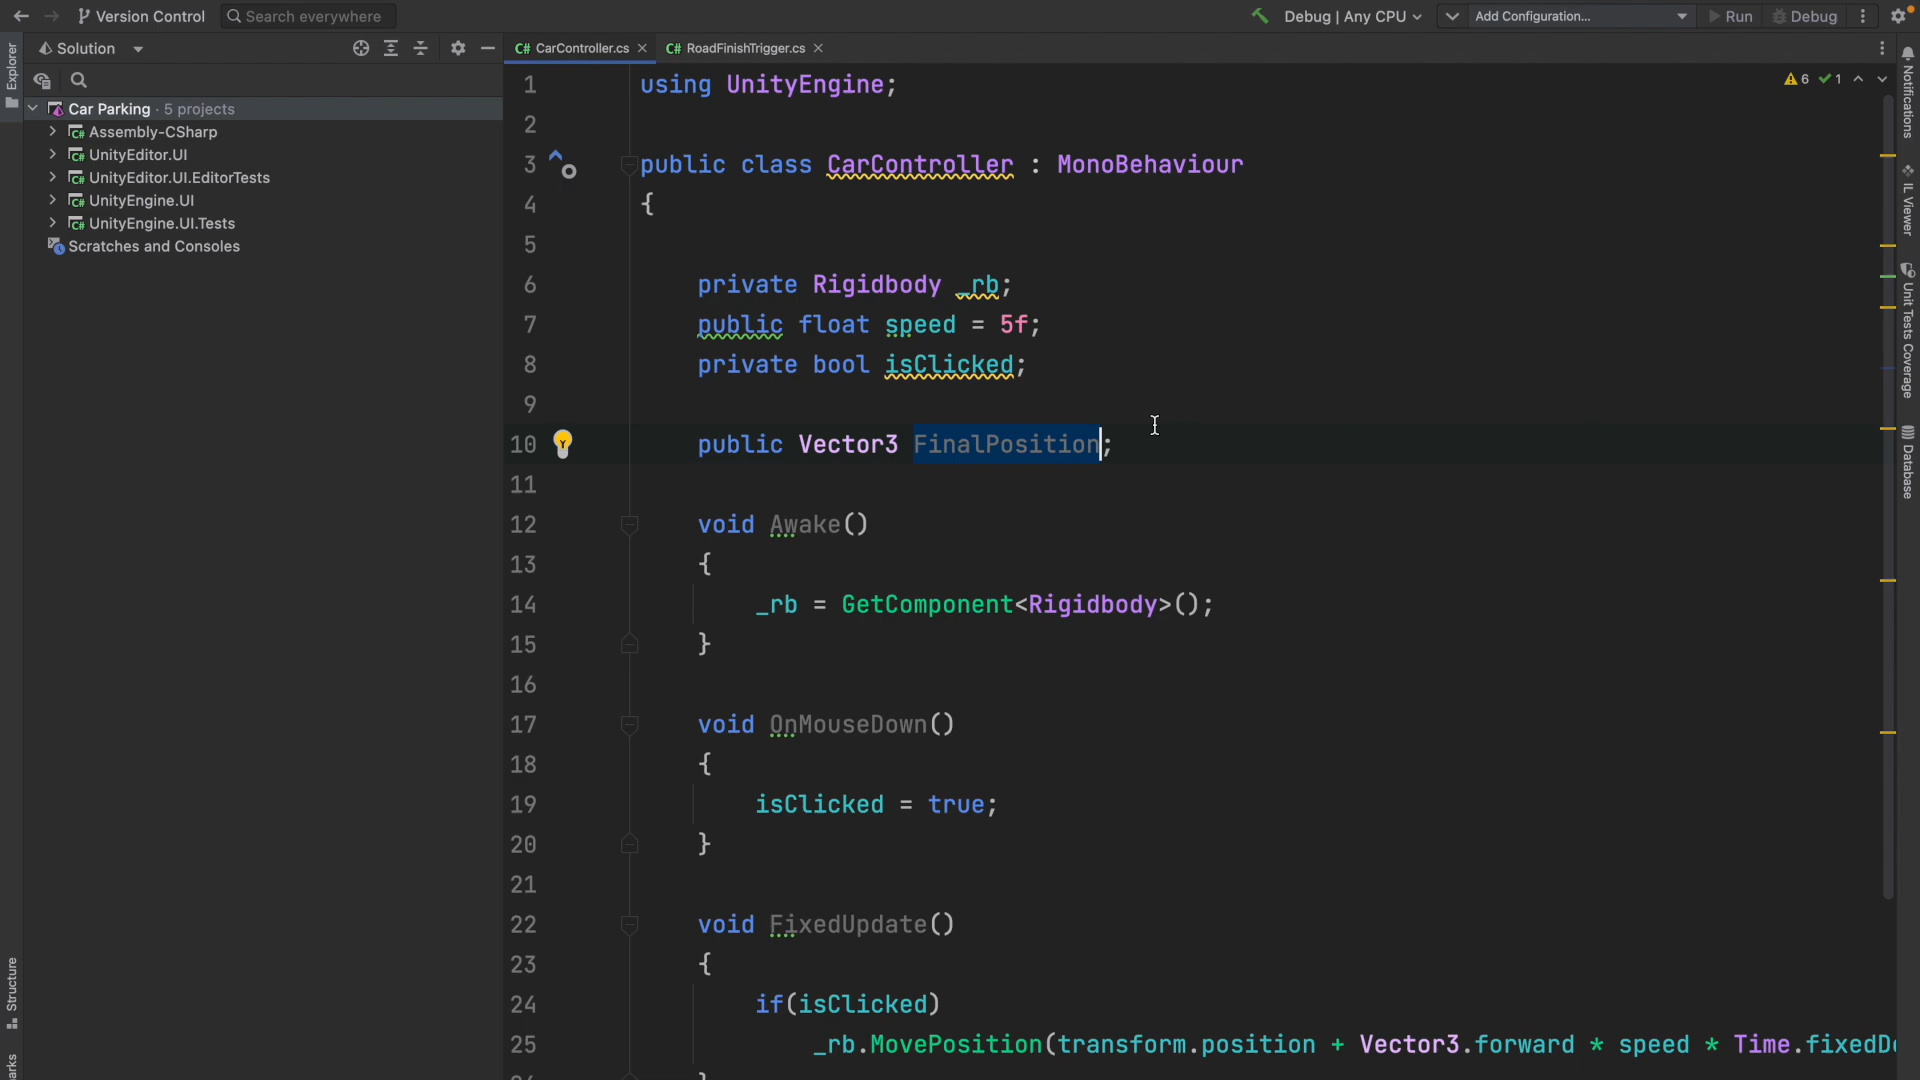 Version Control
Search everywhere
Debug | Any CPU
Add Configuration...
Run
Debug
Explorer
Solution
C# CarController.cs
C# RoadFinishTrigger.cs
6
1
Car Parking · 5 projects
Assembly-CSharp
UnityEditor.UI
UnityEditor.UI.EditorTests
UnityEngine.UI
UnityEngine.UI.Tests
Scratches and Consoles
1 using UnityEngine;
2
3 public class CarController : MonoBehaviour
4 {
5
6 private Rigidbody _rb;
7 public float speed = 5f;
8 private bool isClicked;
9
10 public Vector3 FinalPosition;
11
12 void Awake()
13 {
14 _rb = GetComponent<Rigidbody>();
15 }
16
17 void OnMouseDown()
18 {
19 isClicked = true;
20 }
21
22 void FixedUpdate()
23 {
24 if(isClicked)
25 _rb.MovePosition(transform.position + Vector3.forward * speed * Time.fixedD
Notifications
IL Viewer
Unit Tests Coverage
Database
Structure